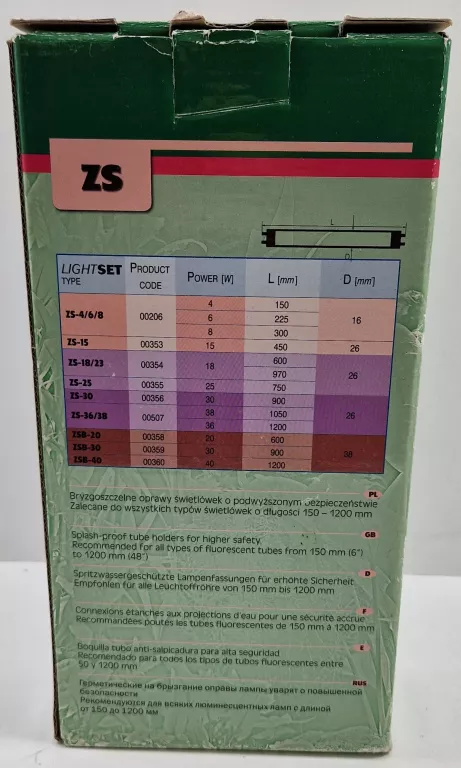 ZS
L
D
LIGHTSET TYPE PRODUCT CODE POWER [W] L [mm] D [mm]
ZS-4/6/8 00206 4 150 16
6 225
8 300
ZS-15 00353 15 450 26
ZS-18/23 00354 18 600 26
970
ZS-25 00355 25 750
ZS-30 00356 30 900 26
ZS-36/38 00507 38 1050
36 1200
ZSB-20 00358 20 600 38
ZSB-30 00359 30 900
ZSB-40 00360 40 1200
PL
Bryzgoszczelne oprawy świetlówek o podwyższonym bezpieczeństwie
Zalecane do wszystkich typów świetlówek o długości 150 – 1200 mm
GB
Splash-proof tube holders for higher safety
Recommended for all types of fluorescent tubes from 150 mm (6")
to 1200 mm (48")
D
Spritzwassergeschützte Lampenfassungen für erhöhte Sicherheit
Empfohlen für alle Leuchtoffröhre von 150 mm bis 1200 mm
F
Connexions étanches aux projections d'eau pour une sécurité accrue
Recommandées poutes les tubes fluorescentes de 150 mm à 1200 mm
E
Boquilla tubo anti-salpicadura para alta seguridad
Recomendado para todos los tipos de tubos fluorescentes entre
50 y 1200 mm
RUS
Герметические на брызгание оправы лампы уварят о повышенной
безопасности
Рекомендуются для всяких люминесцентных ламп с длиной
от 150 до 1200 мм